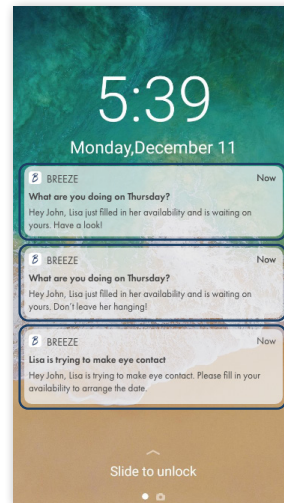 5:39
Monday,December 11
BREEZE Now
What are you doing on Thursday?
Hey John, Lisa just filled in her availability and is waiting on
yours. Have a look!
BREEZE Now
What are you doing on Thursday?
Hey John, Lisa just filled in her availability and is waiting on
yours. Don't leave her hanging!
BREEZE Now
Lisa is trying to make eye contact
Hey John, Lisa is trying to make eye contact. Please fill in your
availability to arrange the date.
Slide to unlock